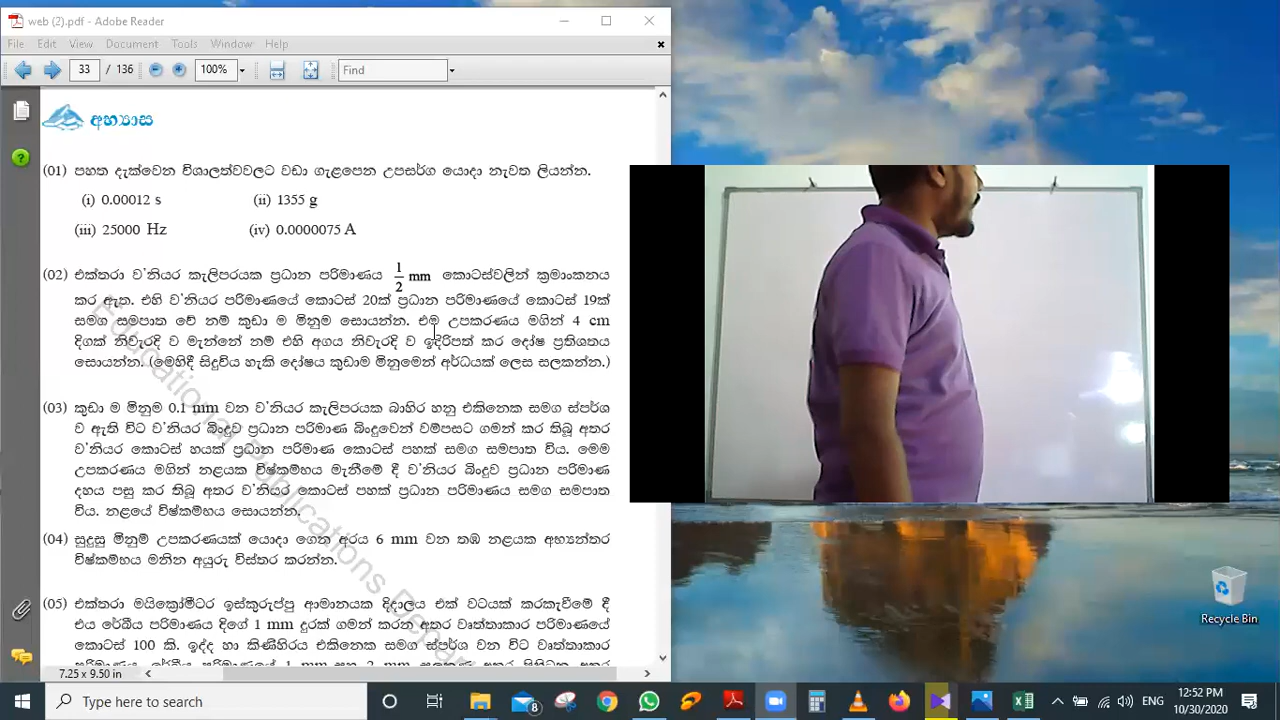 web (2).pdf - Adobe Reader
File Edit View Document Tools Window Help
33 / 136 100% Find
අභ්‍යාස
(01) පහත දැක්වෙන විශාලත්වවලට වඩා ගැළපෙන උපසර්ග යොදා නැවත ලියන්න.
(i) 0.00012 s (ii) 1355 g
(iii) 25000 Hz (iv) 0.0000075 A
(02) එක්තරා ව'නියර කැලිපරයක ප්‍රධාන පරිමාණය 1/2 mm කොටස්වලින් ක්‍රමාංකනය
කර ඇත. එහි ව'නියර පරිමාණයේ කොටස් 20ක් ප්‍රධාන පරිමාණයේ කොටස් 19ක්
සමග සමපාත වේ නම් කුඩා ම මිනුම සොයන්න. එම උපකරණය මගින් 4 cm
දිගක් නිවැරදි ව මැන්නේ නම් එහි අගය නිවැරදි ව ඉදිරිපත් කර දෝෂ ප්‍රතිශතය
සොයන්න. (මෙහිදී සිදුවිය හැකි දෝෂය කුඩාම මිනුමෙන් අර්ධයක් ලෙස සලකන්න.)
(03) කුඩා ම මිනුම 0.1 mm වන ව'නියර කැලිපරයක බාහිර හනු එකිනෙක සමග ස්පර්ශ
ව ඇති විට ව'නියර බිංදුව ප්‍රධාන පරිමාණ බිංදුවෙන් වම්පසට ගමන් කර තිබූ අතර
ව'නියර කොටස් හයක් ප්‍රධාන පරිමාණ කොටස් පහක් සමග සමපාත විය. මෙම
උපකරණය මගින් නළයක විෂ්කම්භය මැනීමේ දී ව'නියර බිංදුව ප්‍රධාන පරිමාණ
දහය පසු කර තිබූ අතර ව'නියර කොටස් පහක් ප්‍රධාන පරිමාණය සමග සමපාත
විය. නළයේ විෂ්කම්භය සොයන්න.
(04) සුදුසු මිනුම් උපකරණයක් යොදා ගෙන අරය 6 mm වන තඹ නළයක අභ්‍යන්තර
විෂ්කම්භය මනින අයුරු විස්තර කරන්න.
(05) එක්තරා මයික්‍රෝමීටර ඉස්කුරුප්පු ආමානයක දිදාලය එක් වටයක් කරකැවීමේ දී
එය රේඛීය පරිමාණය දිගේ 1 mm දුරක් ගමන් කරන අතර වෘත්තාකාර පරිමාණයේ
කොටස් 100 කි. ඉද්ද හා කිණිහිරය එකිනෙක සමග ස්පර්ශ වන විට වෘත්තාකාර
Educational Publications Depart
7.25 x 9.50 in
Recycle Bin
Type here to search
8
ENG
12:52 PM
10/30/2020